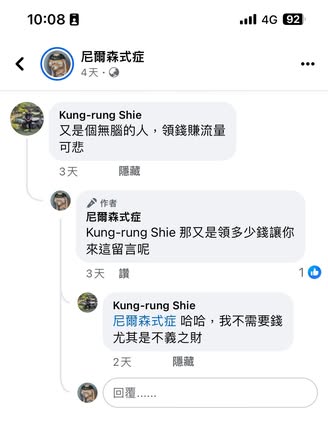 10:08
4G 92
尼爾森式症
4天·
Kung-rung Shie
又是個無腦的人，領錢賺流量
可悲
3天 隱藏
作者
尼爾森式症
Kung-rung Shie 那又是領多少錢讓你
來這留言呢
3天 讚 1
Kung-rung Shie
尼爾森式症 哈哈，我不需要錢
尤其是不義之財
2天 隱藏
回覆......